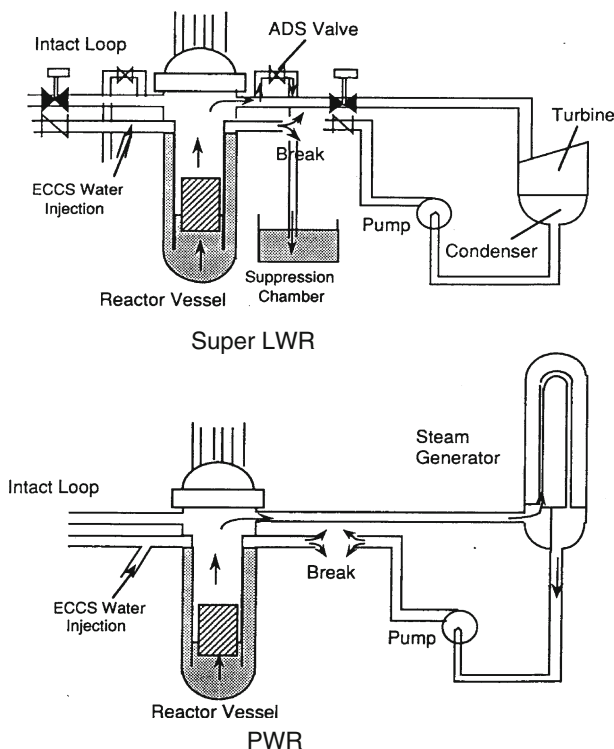 Intact Loop
ADS Valve
Turbine
Break
ECCS Water
Injection
Pump
Condenser
Suppression
Chamber
Reactor Vessel
Super LWR
Steam
Generator
Intact Loop
Break
ECCS Water
Injection
Pump
Reactor Vessel
PWR